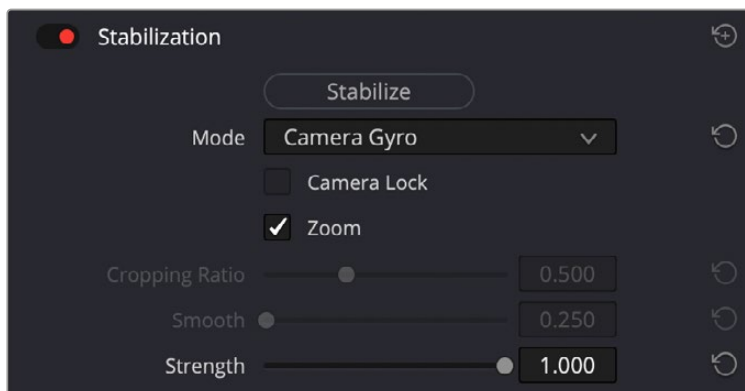 Stabilization
Stabilize
Mode Camera Gyro
Camera Lock
Zoom
Cropping Ratio 0.500
Smooth 0.250
Strength 1.000